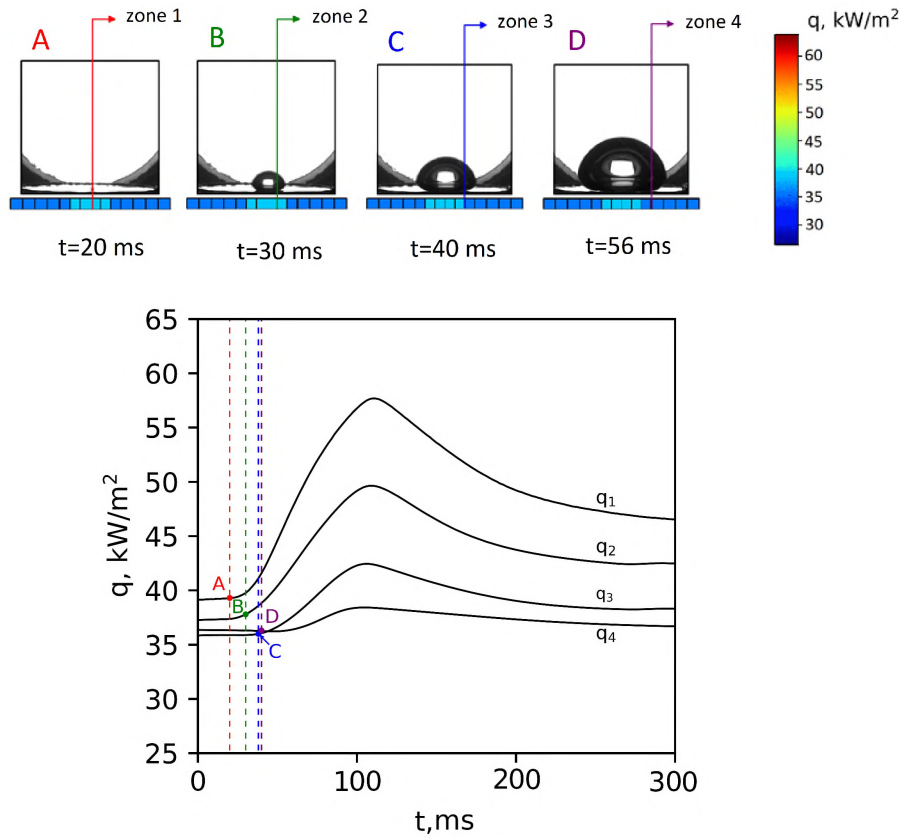 zone 1
zone 2
zone 3
zone 4
q, kW/m²
A
B
C
D
60
55
50
45
40
35
30
t=20 ms
t=30 ms
t=40 ms
t=56 ms
65
60
55
50
45
40
35
30
25
q, kW/m²
q₁
q₂
q₃
q₄
A
B
D
C
0
100
200
300
t,ms